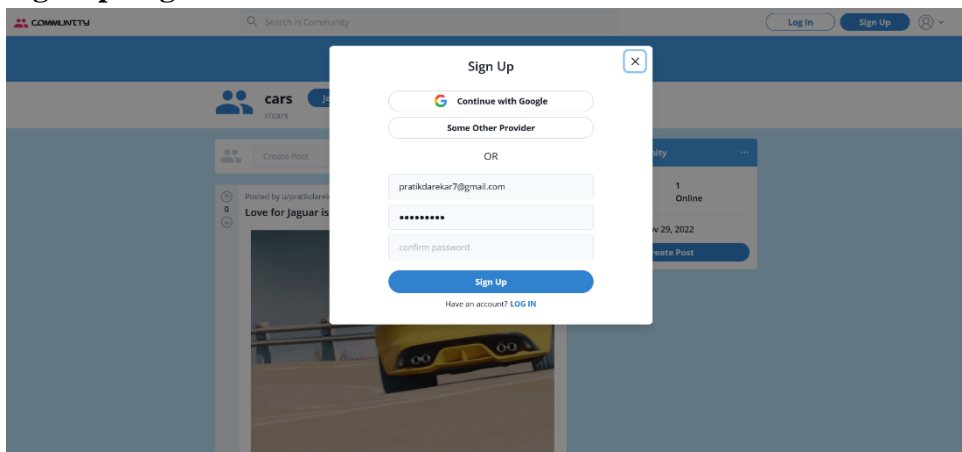 COMMUNITY
Search in Community
Log In
Sign Up
Sign Up
Continue with Google
Some Other Provider
OR
pratikdarekar7@gmail.com
•••••••••
confirm password
Sign Up
Have an account? LOG IN
cars
r/cars
Create Post
Posted by u/pratikdarek
0
Love for Jaguar is
1
Online
29, 2022
Create Post